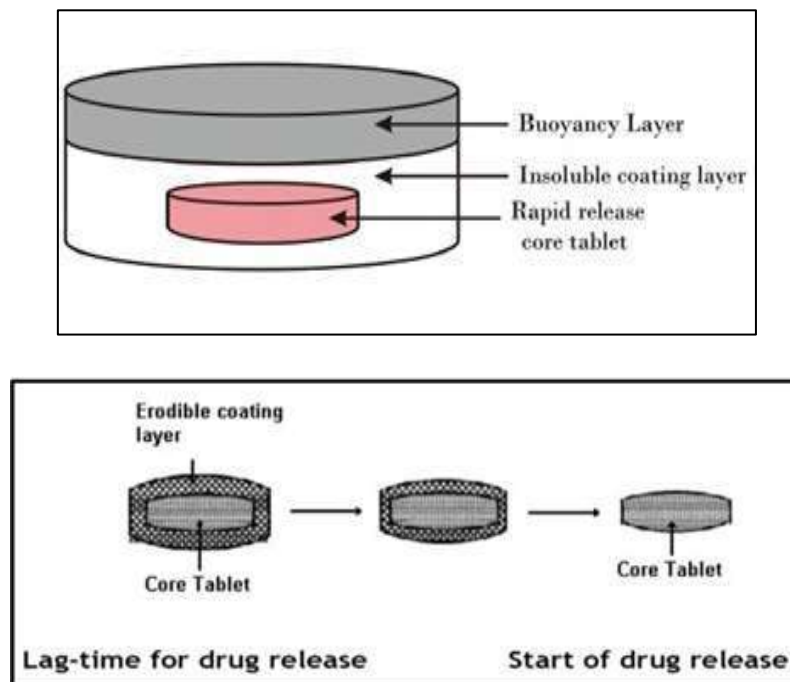 Buoyancy Layer
Insoluble coating layer
Rapid release
core tablet
Erodible coating
layer
Core Tablet
Core Tablet
Lag-time for drug release
Start of drug release